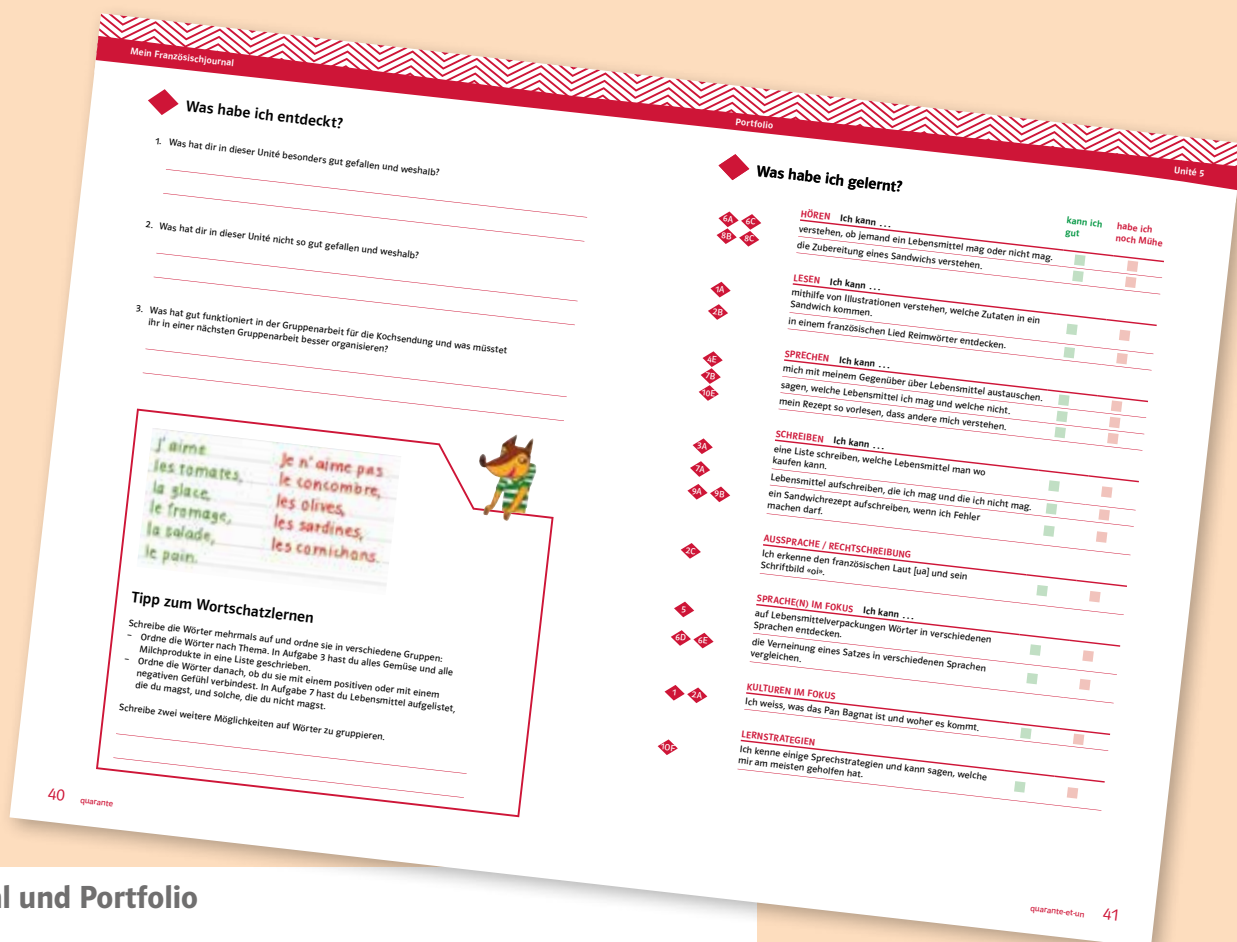 Mein Französischjournal
Was habe ich entdeckt?
1. Was hat dir in dieser Unité besonders gut gefallen und weshalb?
2. Was hat dir in dieser Unité nicht so gut gefallen und weshalb?
3. Was hat gut funktioniert in der Gruppenarbeit für die Kochsendung und was müsstet
ihr in einer nächsten Gruppenarbeit besser organisieren?
j'aime
les tomates,
la glace,
le fromage,
la salade,
le pain.
Je n'aime pas
le concombre,
les olives,
les sardines,
les cornichons.
Tipp zum Wortschatzlernen
Schreibe die Wörter mehrmals auf und ordne sie in verschiedene Gruppen:
– Ordne die Wörter nach Thema. In Aufgabe 3 hast du alles Gemüse und alle
Milchprodukte in eine Liste geschrieben.
– Ordne die Wörter danach, ob du sie mit einem positiven oder mit einem
negativen Gefühl verbindest. In Aufgabe 7 hast du Lebensmittel aufgelistet,
die du magst, und solche, die du nicht magst.
Schreibe zwei weitere Möglichkeiten auf Wörter zu gruppieren.
40 quarante
Portfolio
Unité 5
Was habe ich gelernt?
kann ich
gut
habe ich
noch Mühe
HÖREN Ich kann ...
6A 6C verstehen, ob jemand ein Lebensmittel mag oder nicht mag.
8B 8C die Zubereitung eines Sandwichs verstehen.
LESEN Ich kann ...
1A mithilfe von Illustrationen verstehen, welche Zutaten in ein
Sandwich kommen.
2B in einem französischen Lied Reimwörter entdecken.
SPRECHEN Ich kann ...
4E mich mit meinem Gegenüber über Lebensmittel austauschen.
7B sagen, welche Lebensmittel ich mag und welche nicht.
10E mein Rezept so vorlesen, dass andere mich verstehen.
SCHREIBEN Ich kann ...
3A eine Liste schreiben, welche Lebensmittel man wo
kaufen kann.
7A Lebensmittel aufschreiben, die ich mag und die ich nicht mag.
9A 9B ein Sandwichrezept aufschreiben, wenn ich Fehler
machen darf.
AUSSPRACHE / RECHTSCHREIBUNG
2C Ich erkenne den französischen Laut [ua] und sein
Schriftbild «oi».
SPRACHE(N) IM FOKUS Ich kann ...
5 auf Lebensmittelverpackungen Wörter in verschiedenen
Sprachen entdecken.
6D 6E die Verneinung eines Satzes in verschiedenen Sprachen
vergleichen.
KULTUREN IM FOKUS
1 2A Ich weiss, was das Pan Bagnat ist und woher es kommt.
LERNSTRATEGIEN
10F Ich kenne einige Sprechstrategien und kann sagen, welche
mir am meisten geholfen hat.
quarante-et-un 41
l und Portfolio